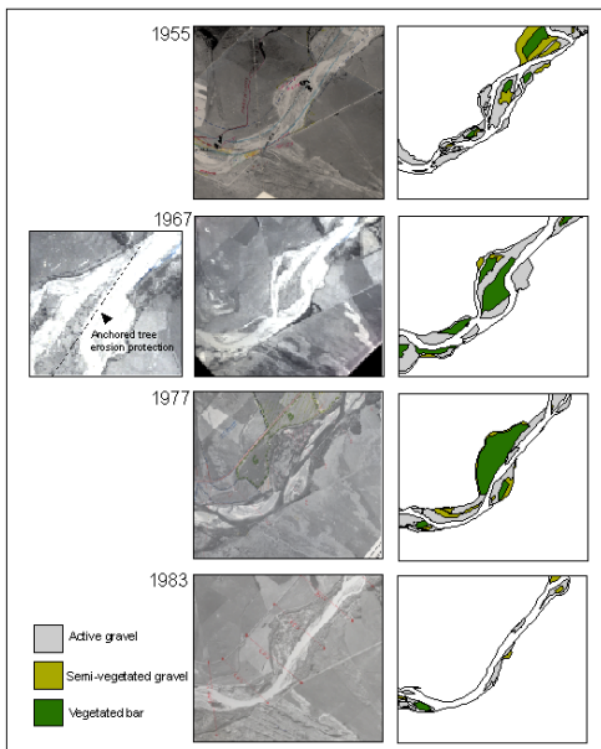 1955
1967
Anchored tree
erosion protection
1977
1983
Active gravel
Semi-vegetated gravel
Vegetated bar